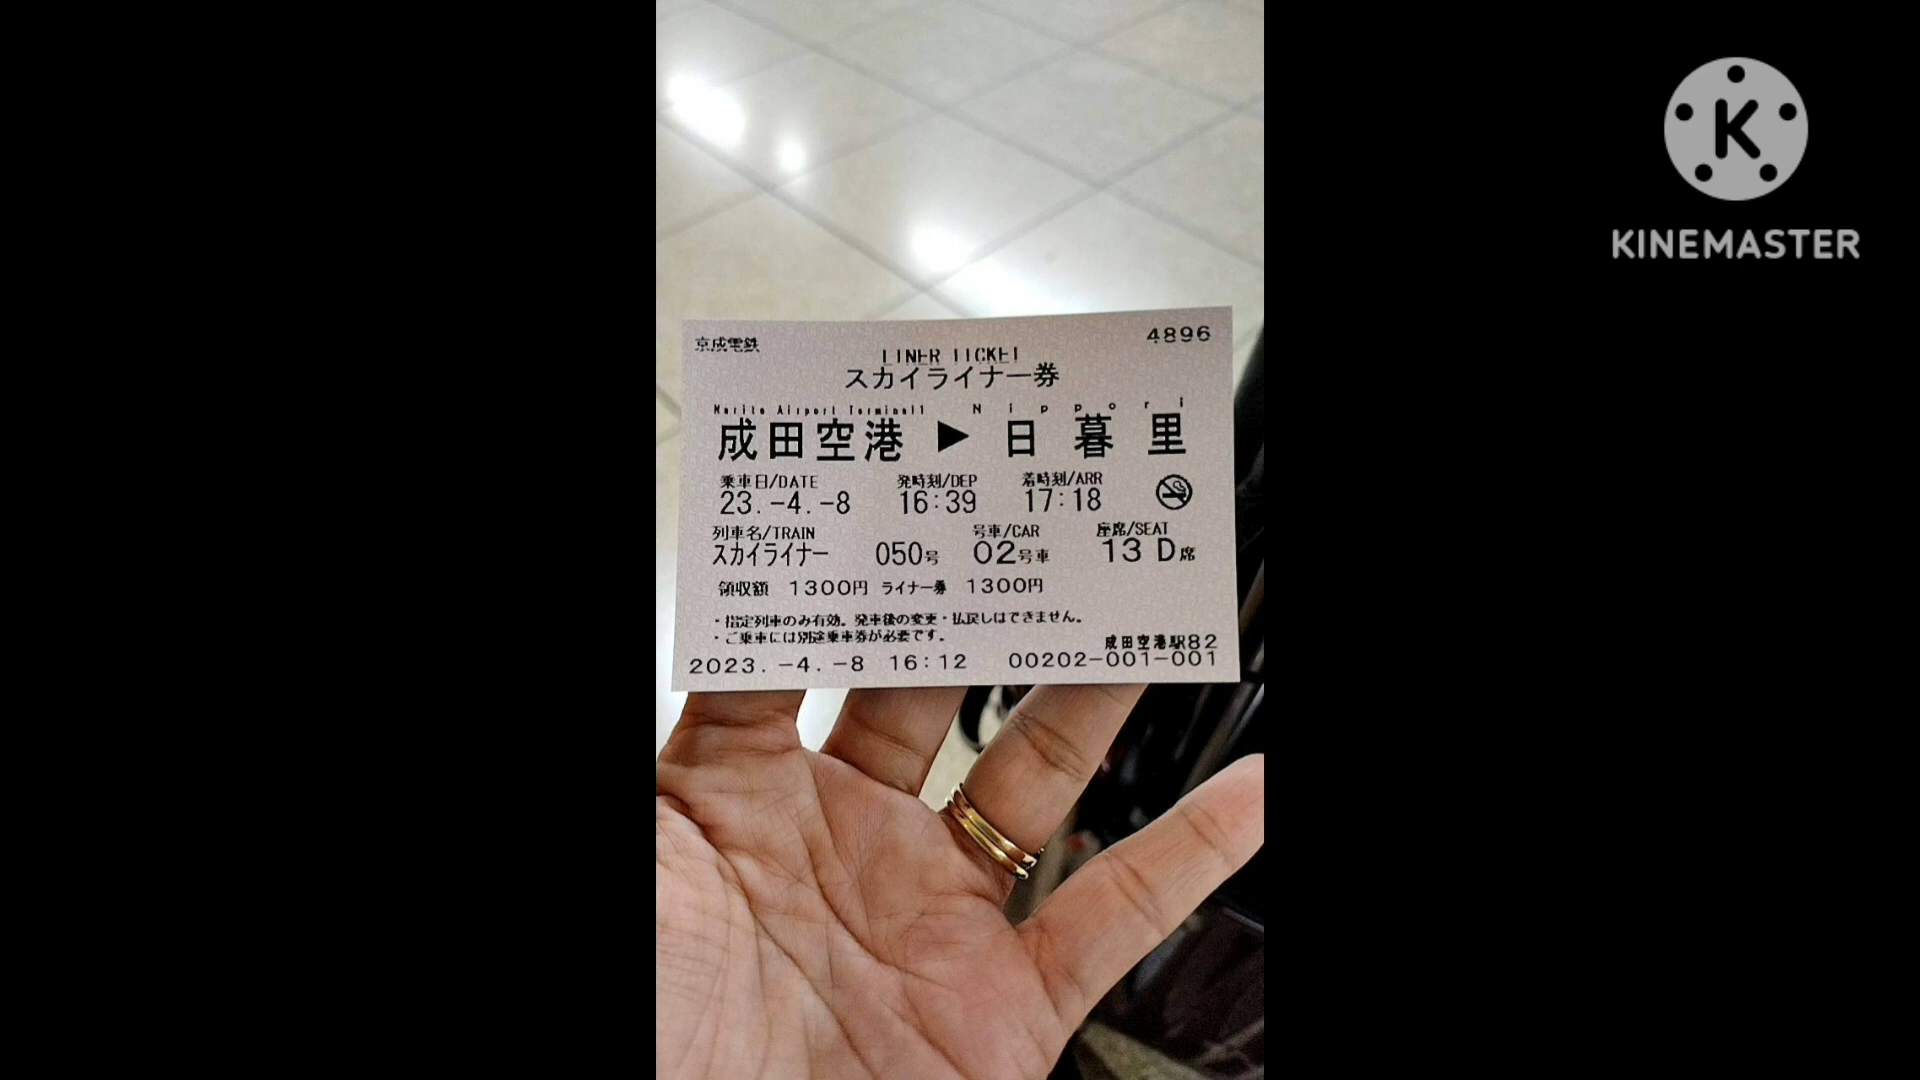 京成電鉄
4896
LINER TICKET
スカイライナー券
Narita Airport Terminal1 Nippori
成田空港 ▶ 日暮里
乗車日/DATE 発時刻/DEP 着時刻/ARR
23.-4.-8 16:39 17:18
列車名/TRAIN 号車/CAR 座席/SEAT
スカイライナー 050号 02号車 13 D席
領収額 1300円 ライナー券 1300円
・指定列車のみ有効。発車後の変更・払戻しはできません。
・ご乗車には別途乗車券が必要です。
成田空港駅82
2023.-4.-8 16:12 00202-001-001
K
KINEMASTER